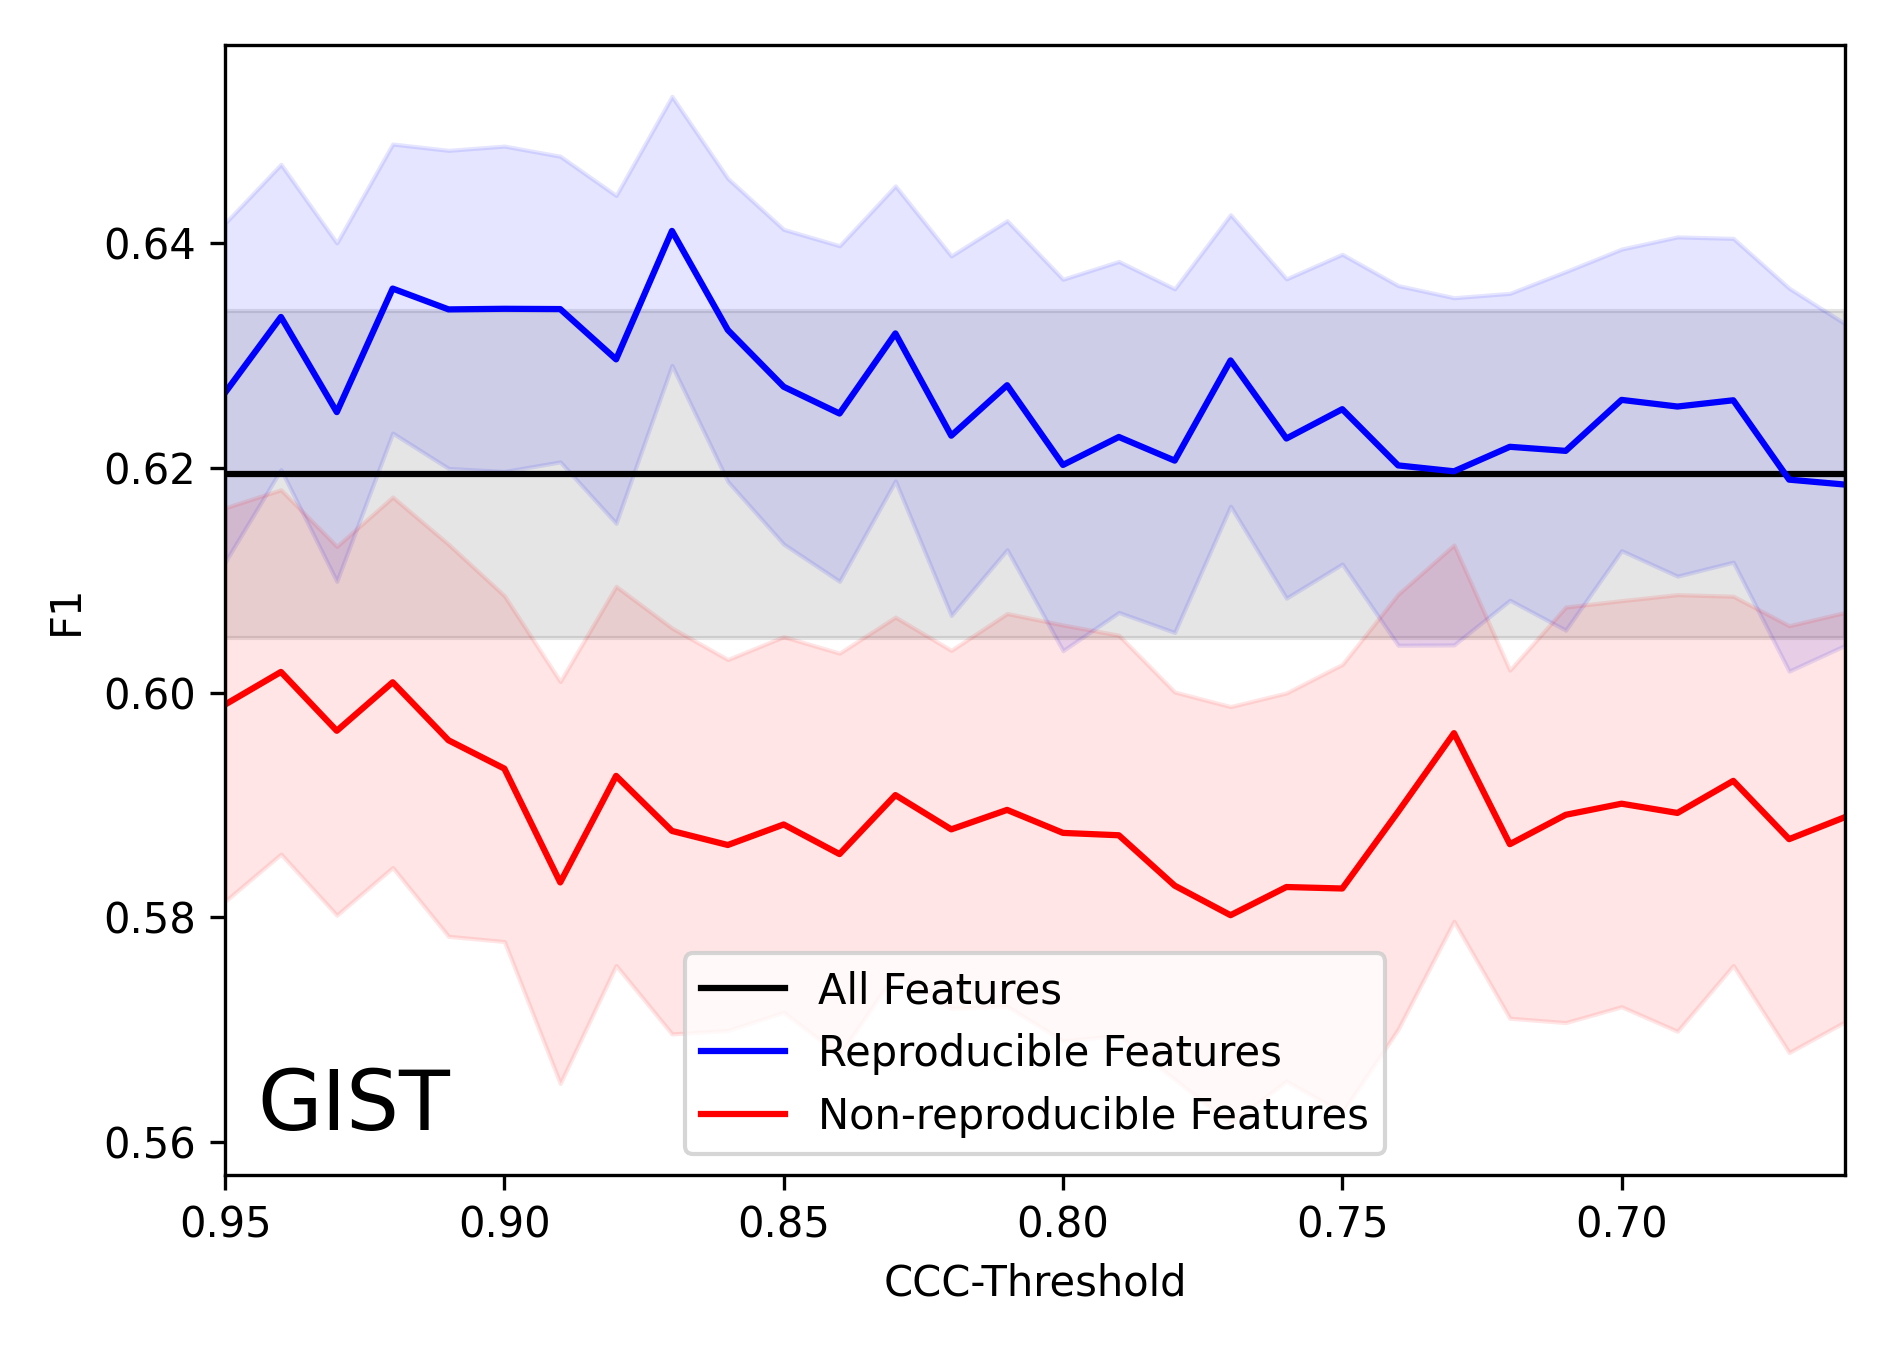 0.64
0.62
0.60
0.58
0.56
F1
All Features
Reproducible Features
Non-reproducible Features
GIST
0.95 0.90 0.85 0.80 0.75 0.70
CCC-Threshold